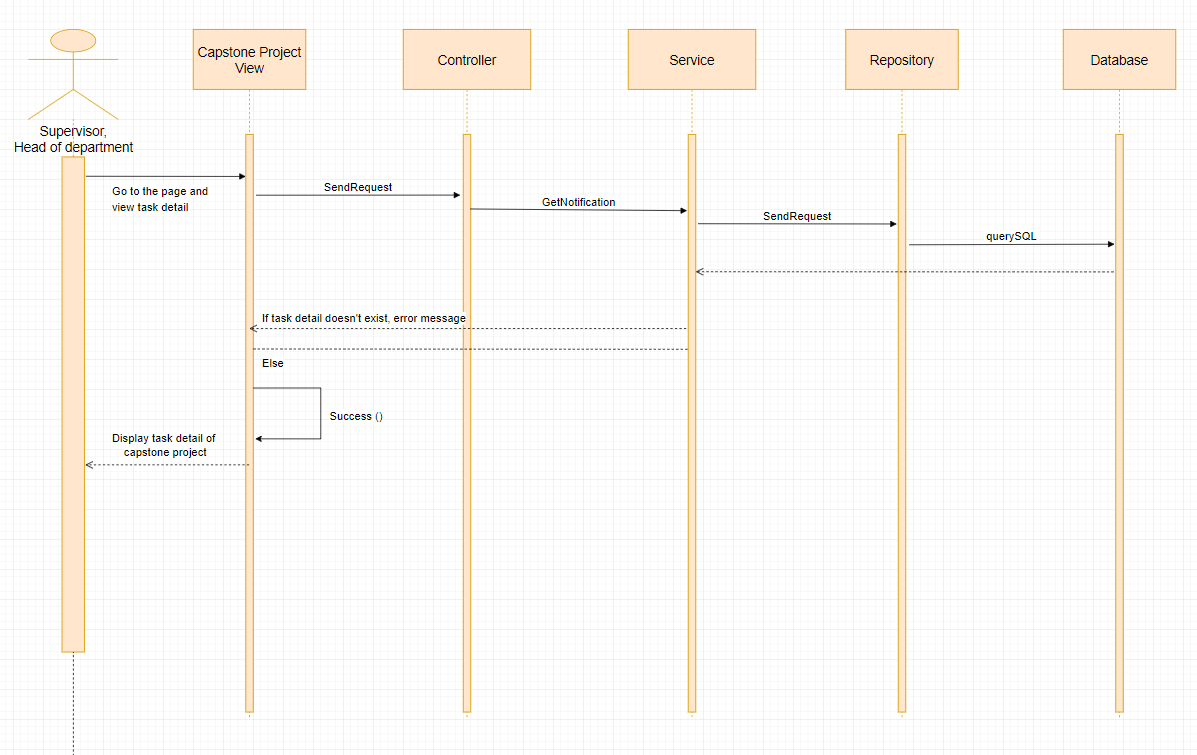 Capstone Project
View
Controller
Service
Repository
Database
Supervisor,
Head of department
Go to the page and
view task detail
SendRequest
GetNotification
SendRequest
querySQL
If task detail doesn't exist, error message
Else
Success ()
Display task detail of
capstone project